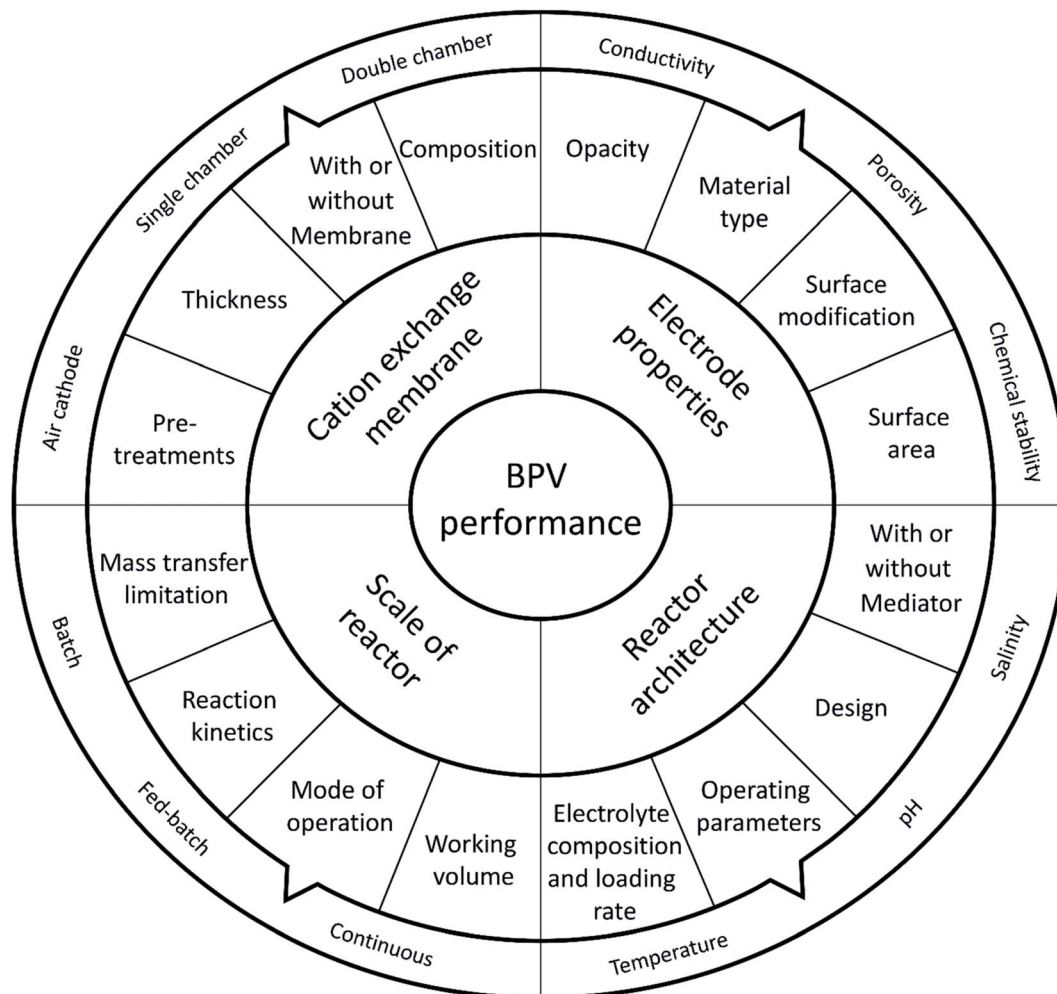 Double chamber
Conductivity
Single chamber
Porosity
Air cathode
Chemical stability
Batch
Salinity
Fed-batch
pH
Continuous
Temperature
With or
without
Membrane
Composition
Opacity
Material
type
Thickness
Surface
modification
Pre-
treatments
Surface
area
Mass transfer
limitation
With or
without
Mediator
Reaction
kinetics
Design
Mode of
operation
Working
volume
Electrolyte
composition
and loading
rate
Operating
parameters
Cation exchange
membrane
Electrode
properties
Scale of
reactor
Reactor
architecture
BPV
performance